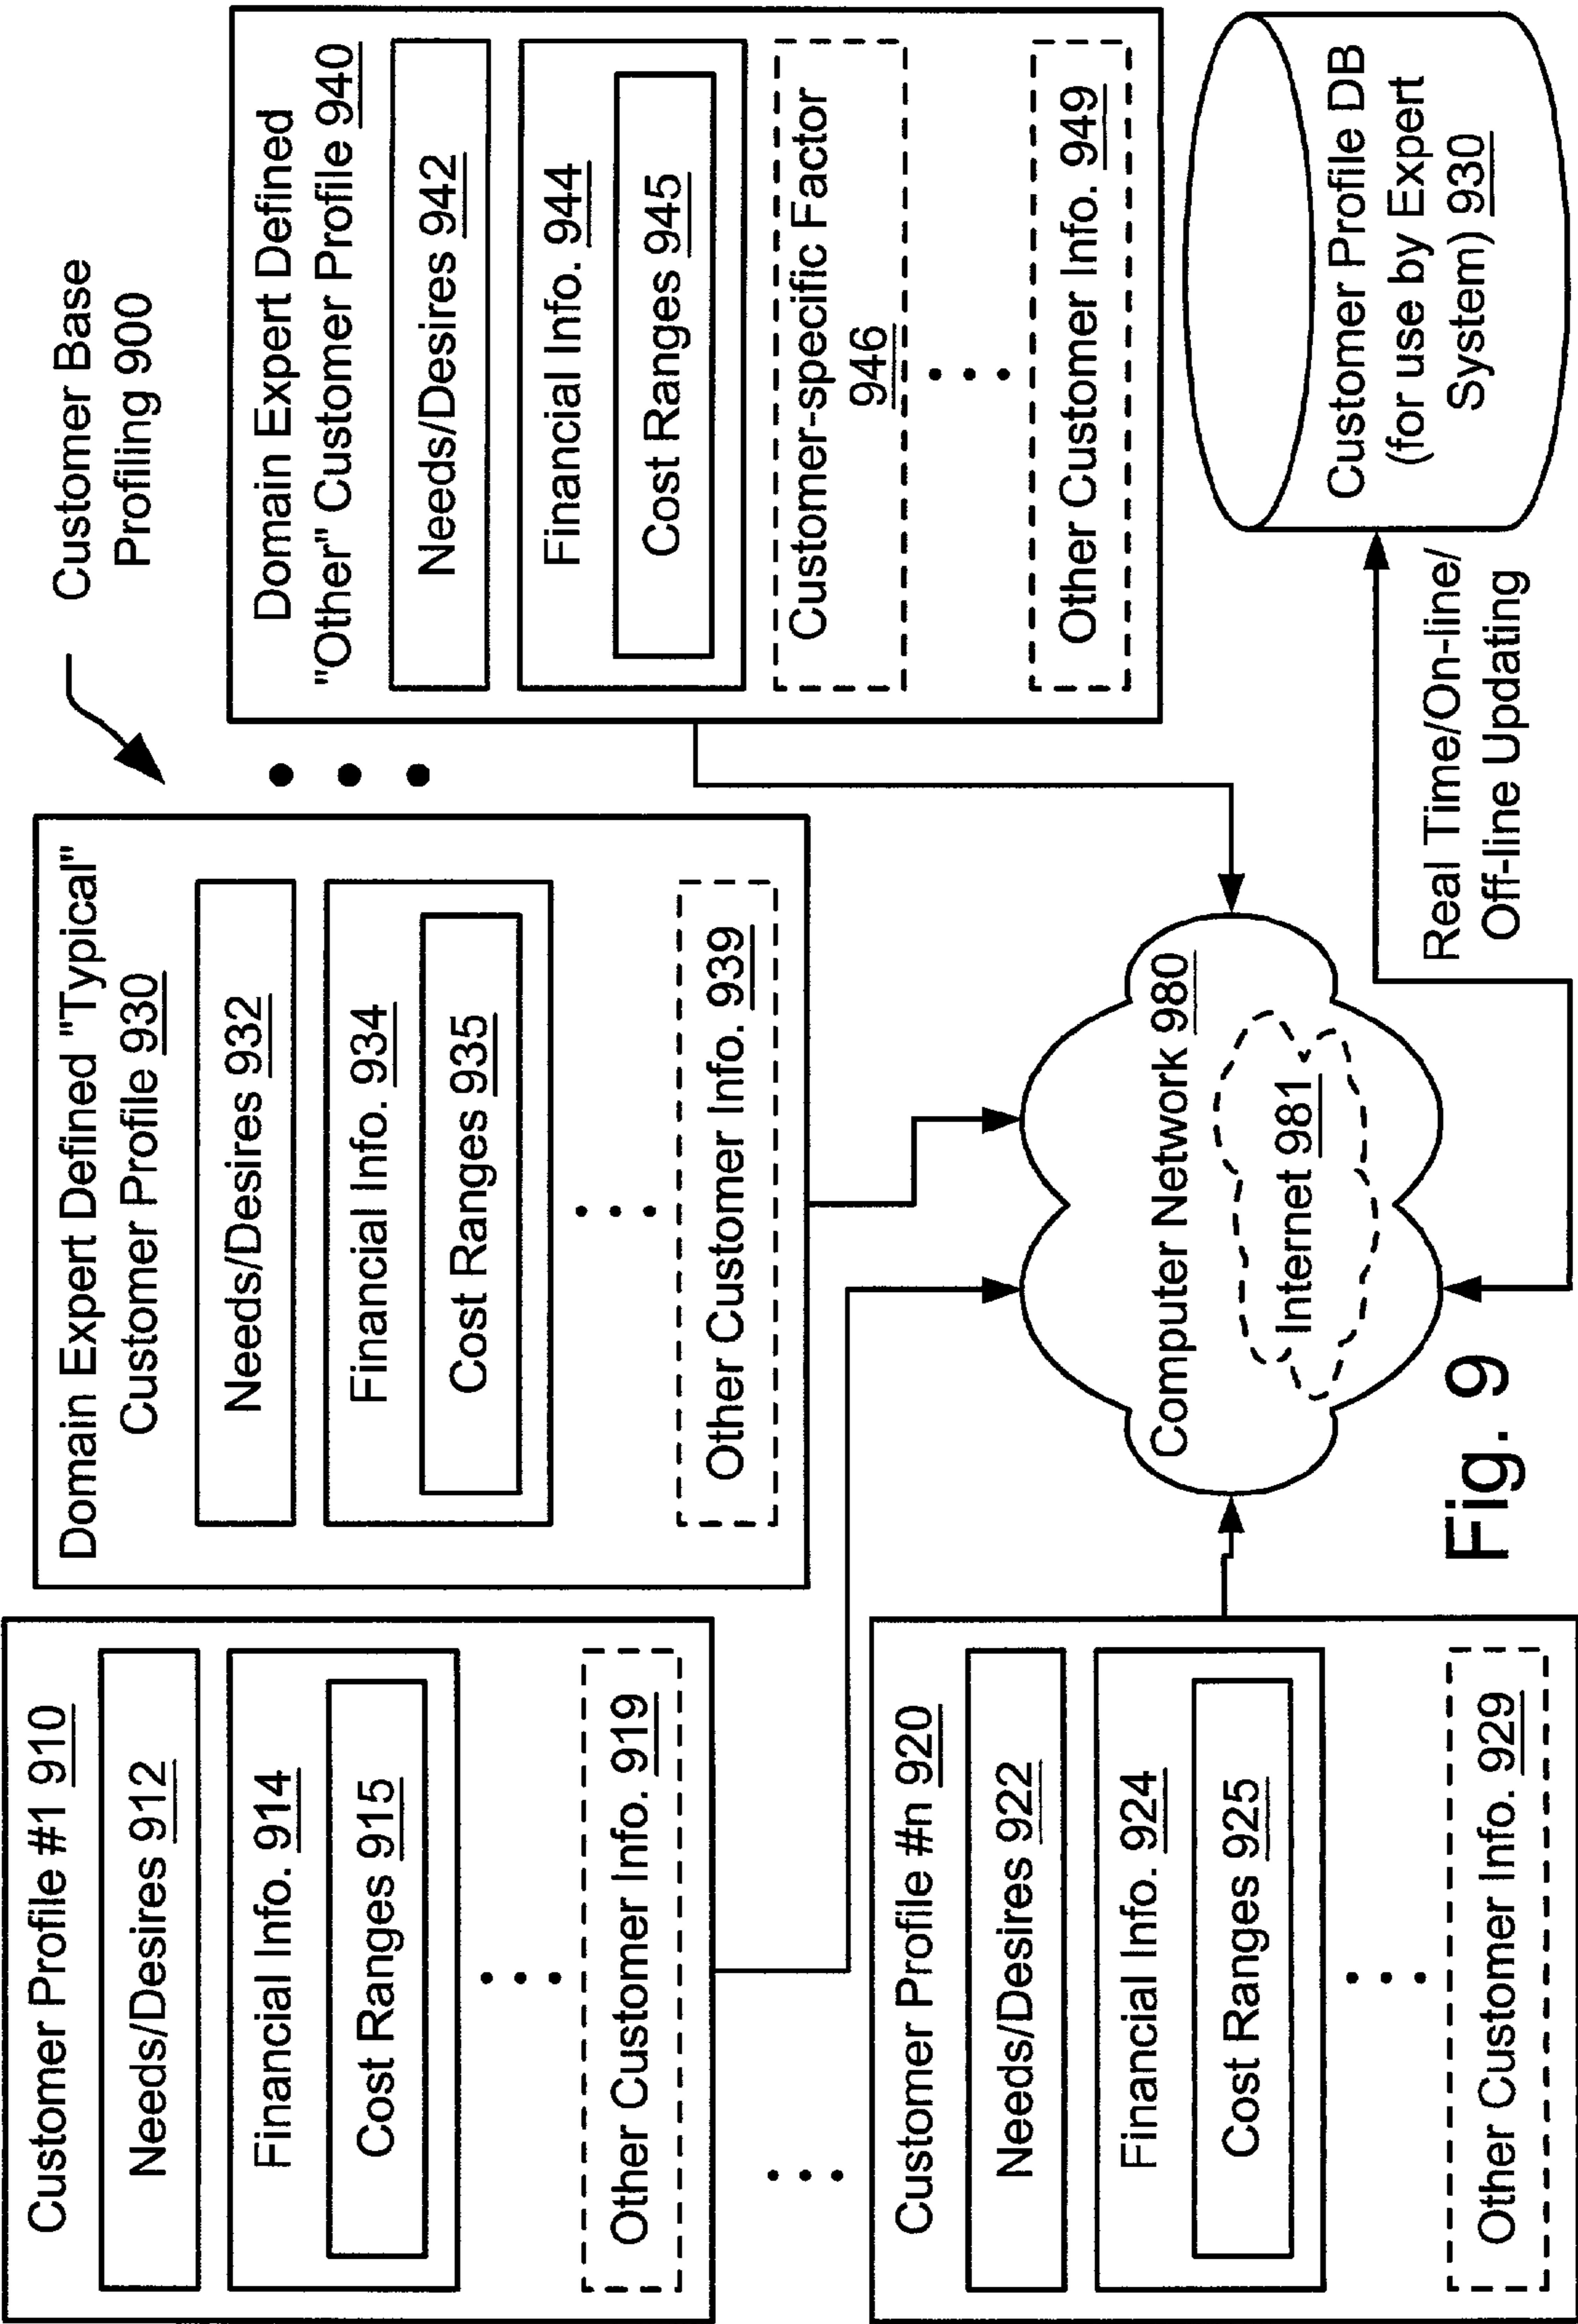 Customer Base
Profiling 900
Customer Profile #1 910
Needs/Desires 912
Financial Info. 914
Cost Ranges 915
Other Customer Info. 919
Customer Profile #n 920
Needs/Desires 922
Financial Info. 924
Cost Ranges 925
Other Customer Info. 929
Domain Expert Defined "Typical"
Customer Profile 930
Needs/Desires 932
Financial Info. 934
Cost Ranges 935
Other Customer Info. 939
Domain Expert Defined
"Other" Customer Profile 940
Needs/Desires 942
Financial Info. 944
Cost Ranges 945
Customer-specific Factor
946
Other Customer Info. 949
Computer Network 980
Internet 981
Real Time/On-line/
Off-line Updating
Customer Profile DB
(for use by Expert
System) 930
Fig. 9